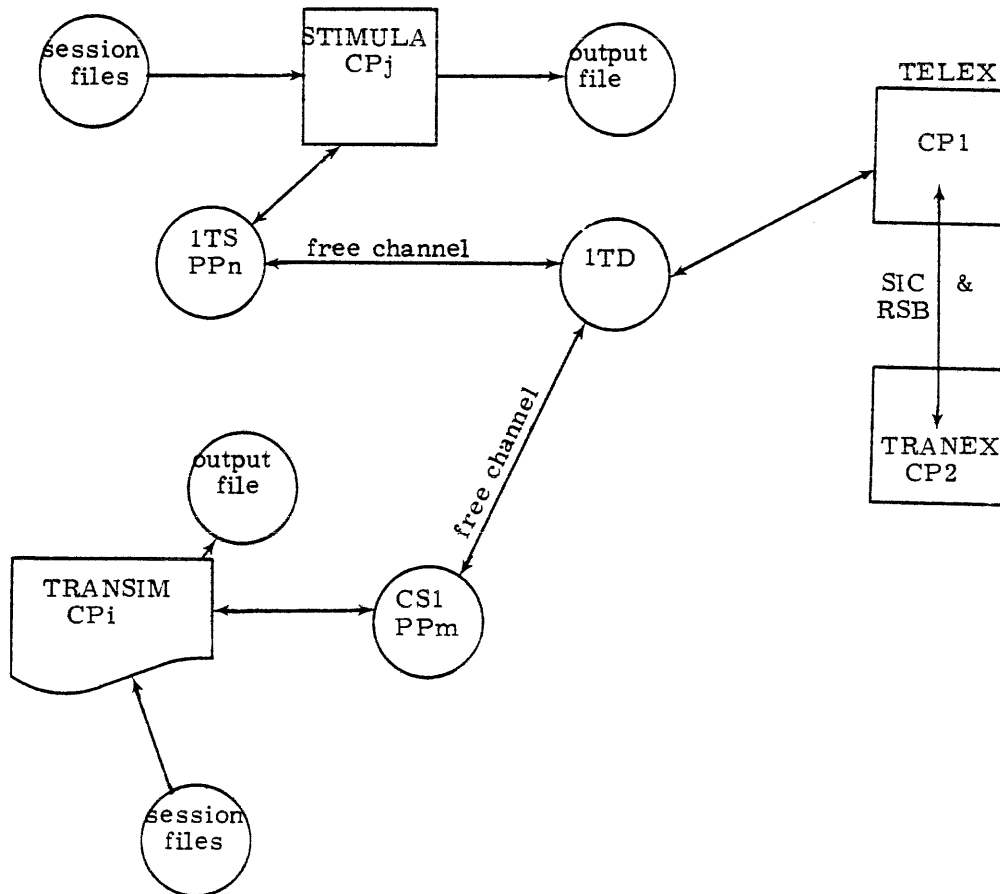 session
files
STIMULA
CPj
output
file
TELEX
CP1
1TS
PPn
free channel
1TD
SIC &
RSB
free channel
TRANEX
CP2
output
file
TRANSIM
CPi
CS1
PPm
session
files